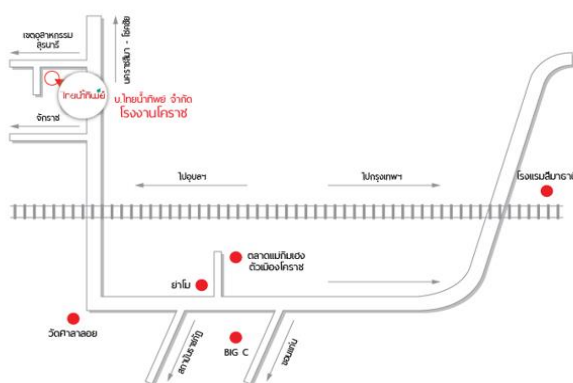 เขตอุสาหกรรม
สุรนารี
นครราชสีมา - โชคชัย
ไทยน้ำทิพย์
บ.ไทยน้ำทิพย์ จำกัด
โรงงานโคราช
จักราช
ไปอุบลฯ
ไปกรุงเทพฯ
โรงแรมสีมาธานี
ตลาดแม่กิมเฮง
ตัวเมืองโคราช
ย่าโม
วัดศาลาลอย
สถาบันราชภัฏ
BIG C
ขอนแก่น